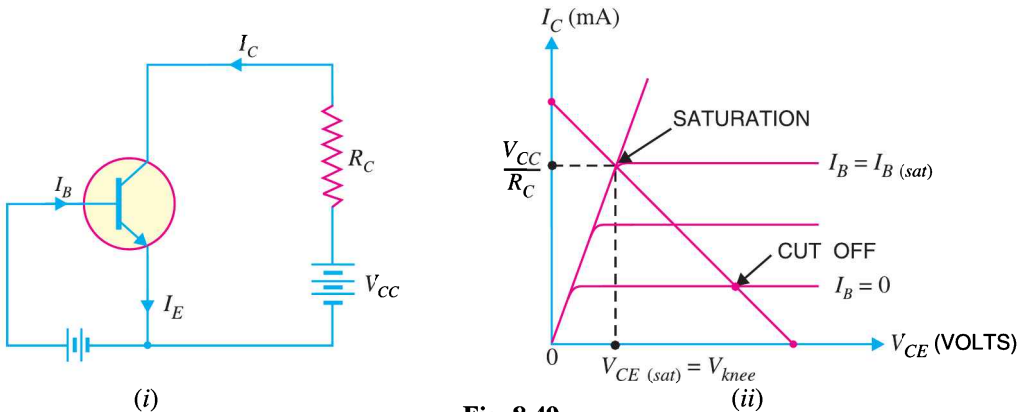 I_C
R_C
I_B
V_CC
I_E
(i)
I_C (mA)
SATURATION
V_CC
R_C
I_B = I_B (sat)
CUT OFF
I_B = 0
0
V_CE (VOLTS)
V_CE (sat) = V_knee
(ii)